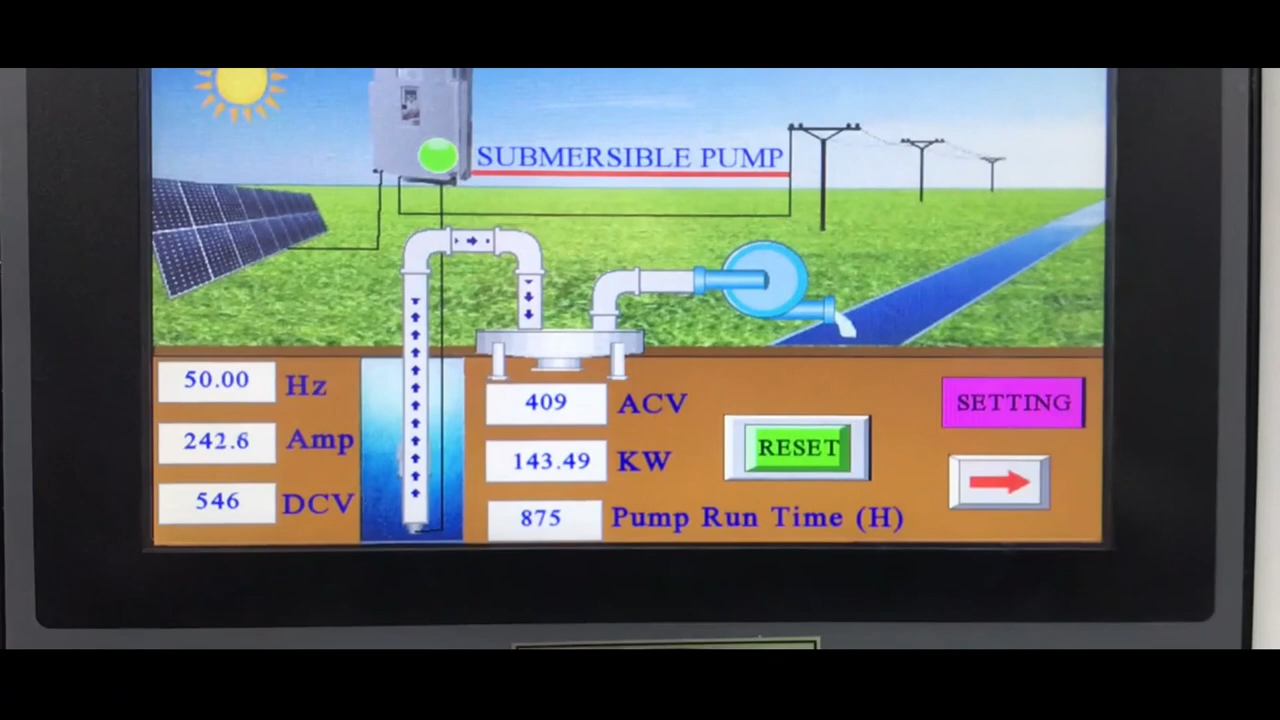 SUBMERSIBLE PUMP
50.00 Hz
242.6 Amp
546 DCV
409 ACV
143.49 KW
875 Pump Run Time (H)
RESET
SETTING